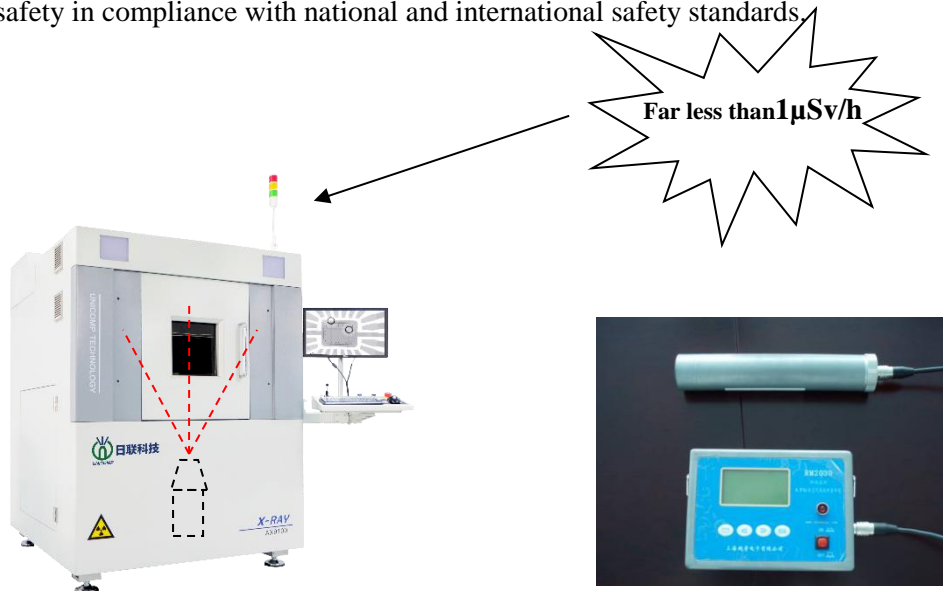 safety in compliance with national and international safety standards.
Far less than1μSv/h
UNICOMP TECHNOLOGY
日联科技
UNICOMP
X-RAY